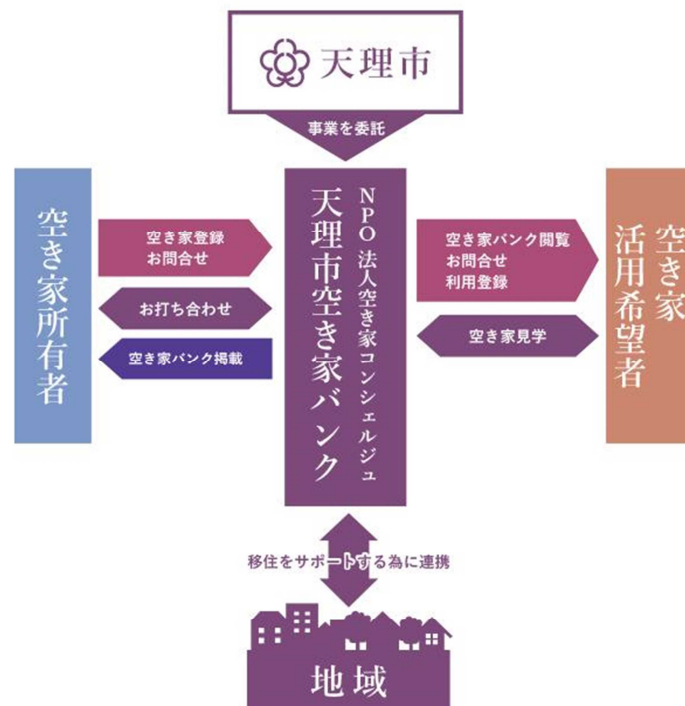 天理市
事業を委託
空き家所有者
空き家登録
お問合せ
お打ち合わせ
空き家バンク掲載
NPO法人空き家コンシェルジュ
天理市空き家バンク
空き家バンク閲覧
お問合せ
利用登録
空き家見学
空き家
活用希望者
移住をサポートする為に連携
地域